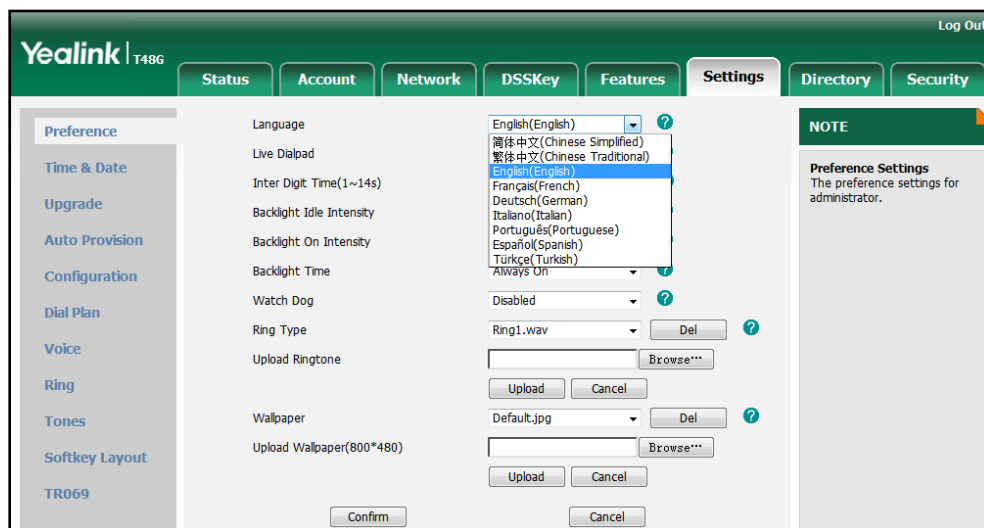 Log Out
Yealink | T48G
Status Account Network DSSKey Features Settings Directory Security
Preference
Time & Date
Upgrade
Auto Provision
Configuration
Dial Plan
Voice
Ring
Tones
Softkey Layout
TR069
Language English(English) ?
简体中文(Chinese Simplified)
繁体中文(Chinese Traditional)
English(English)
Français(French)
Deutsch(German)
Italiano(Italian)
Português(Portuguese)
Español(Spanish)
Türkçe(Turkish)
Live Dialpad
Inter Digit Time(1~14s)
Backlight Idle Intensity
Backlight On Intensity
Backlight Time Always On ?
Watch Dog Disabled ?
Ring Type Ring1.wav Del ?
Upload Ringtone Browse···
Upload Cancel
Wallpaper Default.jpg Del ?
Upload Wallpaper(800*480) Browse···
Upload Cancel
Confirm Cancel
NOTE
Preference Settings
The preference settings for
administrator.